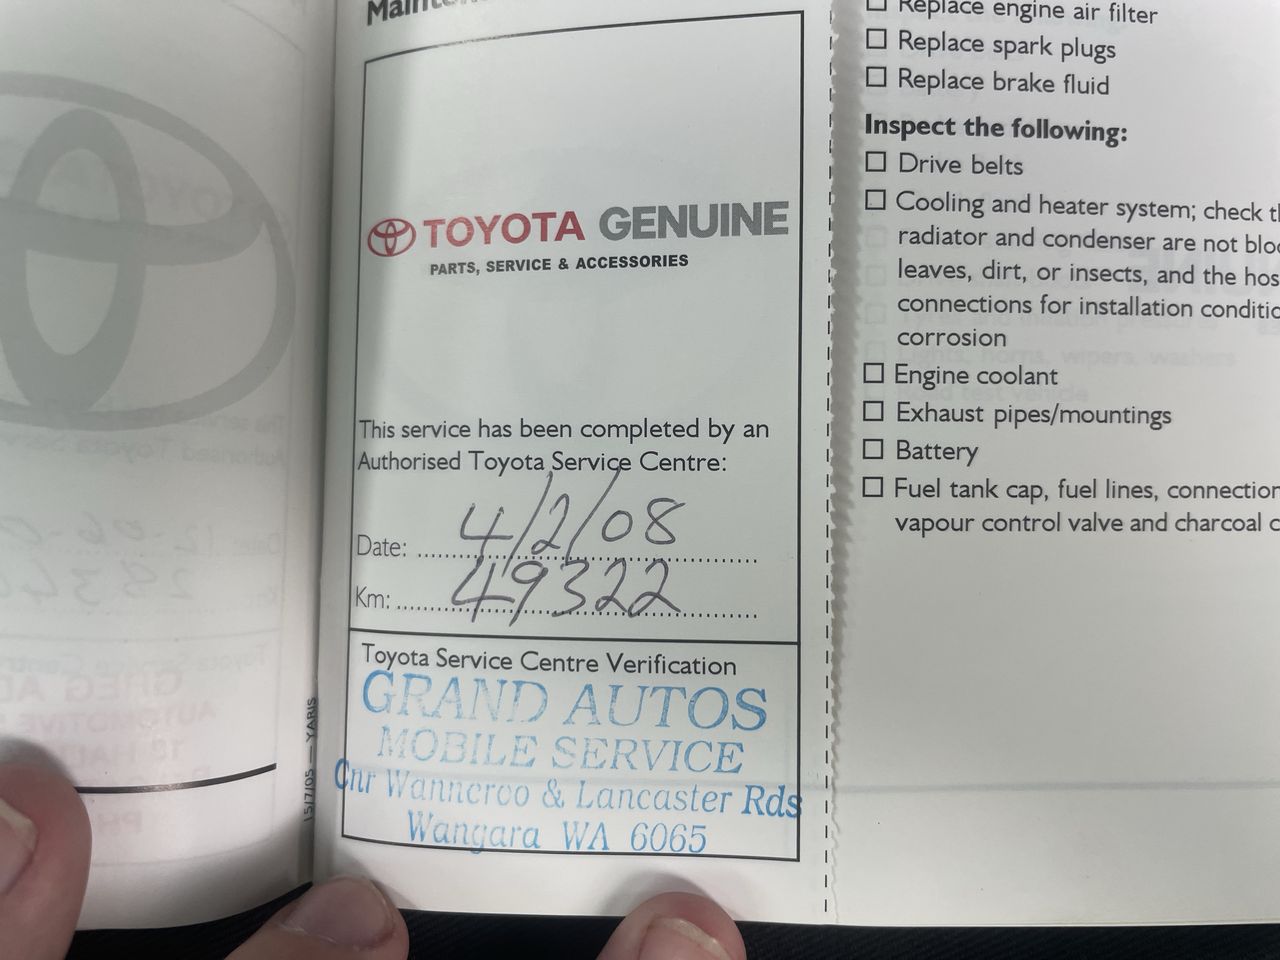 TOYOTA GENUINE
PARTS, SERVICE & ACCESSORIES
This service has been completed by an
Authorised Toyota Service Centre:
Date: 4/2/08
Km: 49322
Toyota Service Centre Verification
GRAND AUTOS
MOBILE SERVICE
Cnr Wanneroo & Lancaster Rds
Wangara WA 6065
15/7/05 — YARIS
Replace engine air filter
Replace spark plugs
Replace brake fluid
Inspect the following:
Drive belts
Cooling and heater system; check
radiator and condenser are not
leaves, dirt, or insects, and the
connections for installation
corrosion
Engine coolant
Exhaust pipes/mountings
Battery
Fuel tank cap, fuel lines,
vapour control valve and charcoal